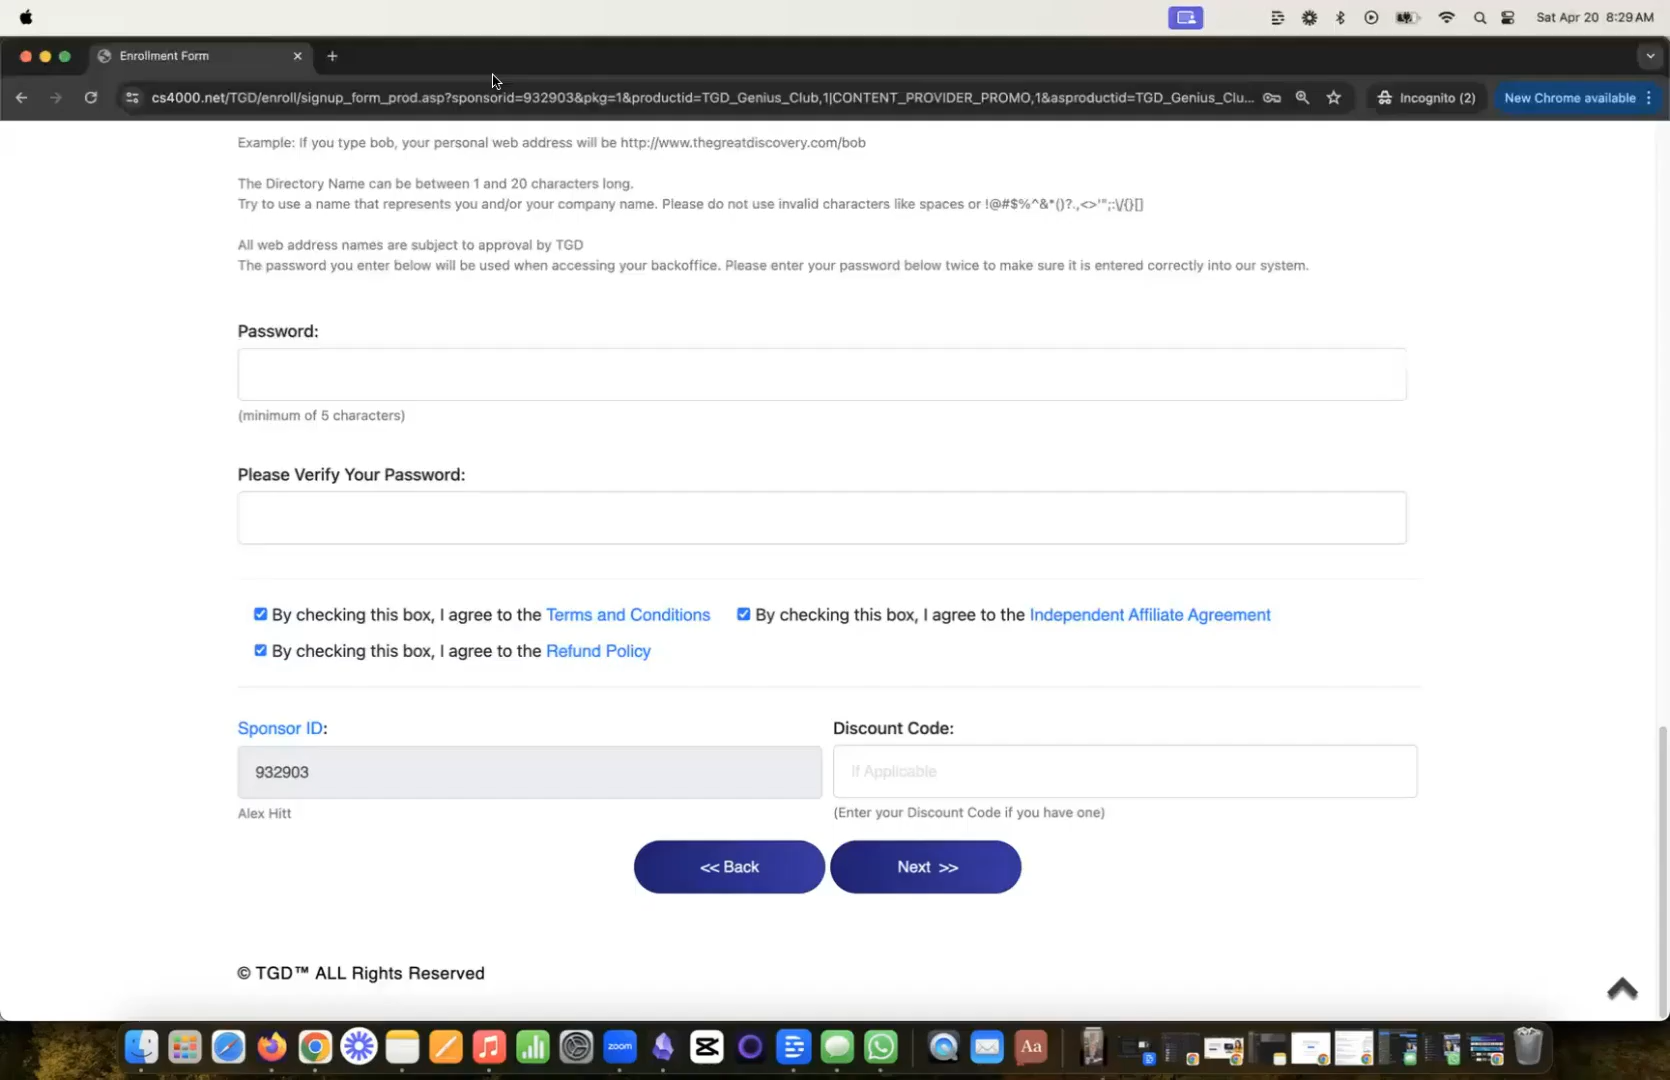 Sat Apr 20 8:29 AM
Enrollment Form
cs4000.net/TGD/enroll/signup_form_prod.asp?sponsorid=932903&pkg=1&productid=TGD_Genius_Club,1|CONTENT_PROVIDER_PROMO,1&asproductid=TGD_Genius_Clu...
Incognito (2)
New Chrome available
Example: If you type bob, your personal web address will be http://www.thegreatdiscovery.com/bob
The Directory Name can be between 1 and 20 characters long.
Try to use a name that represents you and/or your company name. Please do not use invalid characters like spaces or !@#$%^&*()?.,<>'";:\/{}[]
All web address names are subject to approval by TGD
The password you enter below will be used when accessing your backoffice. Please enter your password below twice to make sure it is entered correctly into our system.
Password:
(minimum of 5 characters)
Please Verify Your Password:
By checking this box, I agree to the Terms and Conditions By checking this box, I agree to the Independent Affiliate Agreement
By checking this box, I agree to the Refund Policy
Sponsor ID: Discount Code:
932903 If Applicable
Alex Hitt (Enter your Discount Code if you have one)
<< Back Next >>
© TGD™ ALL Rights Reserved
zoom Aa